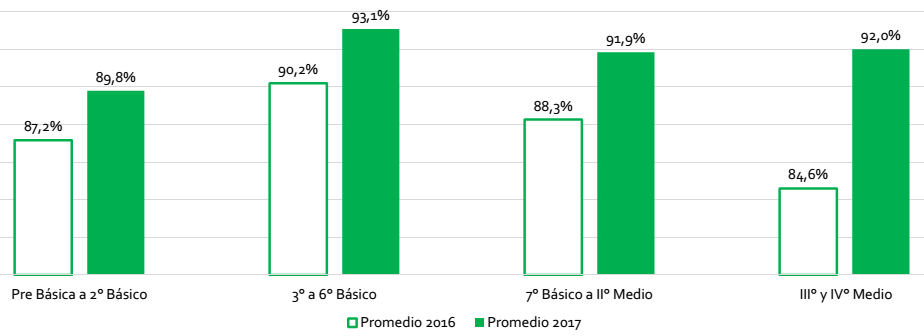 93,1%
91,9%
92,0%
90,2%
89,8%
88,3%
87,2%
84,6%
Pre Básica a 2° Básico
3° a 6° Básico
7° Básico a II° Medio
III° y IV° Medio
Promedio 2016
Promedio 2017